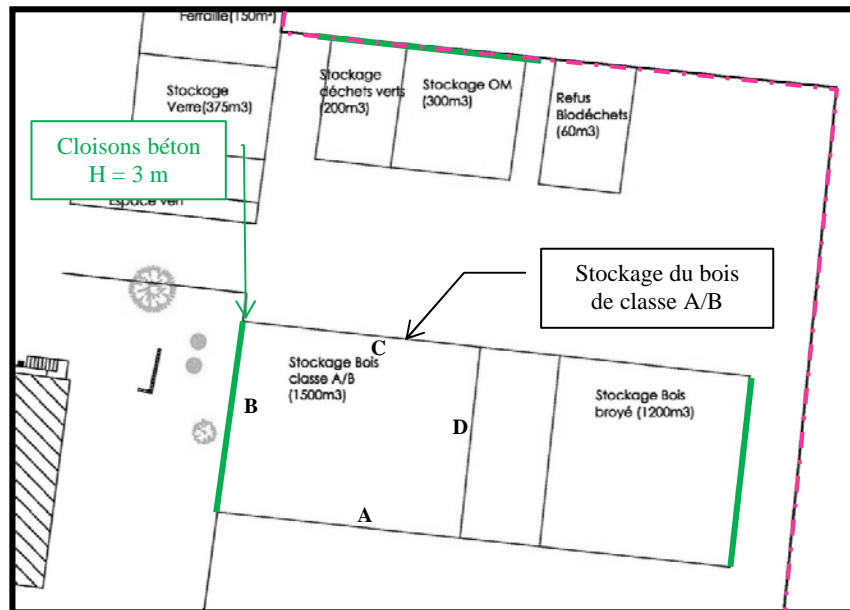 Ferraille(150m³)
Stockage
Verre(375m3)
Stockage
déchets verts
(200m3)
Stockage OM
(300m3)
Refus
Biodéchets
(60m3)
Cloisons béton
H = 3 m
Espace vert
Stockage du bois
de classe A/B
C
Stockage Bois
classe A/B
(1500m3)
B
D
Stockage Bois
broyé (1200m3)
A